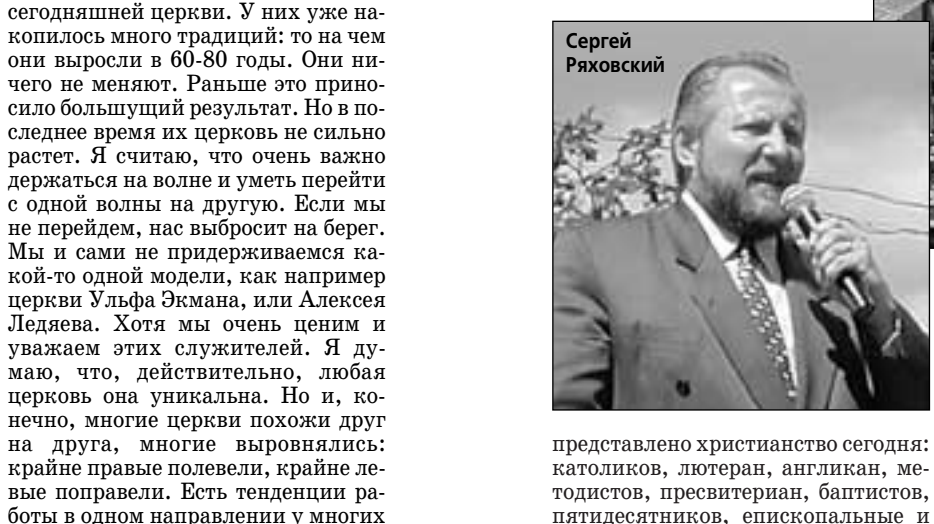 сегодняшней церкви. У них уже на-
копилось много традиций: то на чем
они выросли в 60-80 годы. Они ни-
чего не меняют. Раньше это прино-
сило большущий результат. Но в по-
следнее время их церковь не сильно
растет. Я считаю, что очень важно
держаться на волне и уметь перейти
с одной волны на другую. Если мы
не перейдем, нас выбросит на берег.
Мы и сами не придерживаемся ка-
кой-то одной модели, как например
церкви Ульфа Экмана, или Алексея
Ледяева. Хотя мы очень ценим и
уважаем этих служителей. Я ду-
маю, что, действительно, любая
церковь она уникальна. Но и, ко-
нечно, многие церкви похожи друг
на друга, многие выровнялись:
крайне правые полевели, крайне ле-
вые поправели. Есть тенденции ра-
боты в одном направлении у многих
Сергей
Ряховский
представлено христианство сегодня:
католиков, лютеран, англикан, ме-
тодистов, пресвитериан, баптистов,
пятидесятников, епископальные и